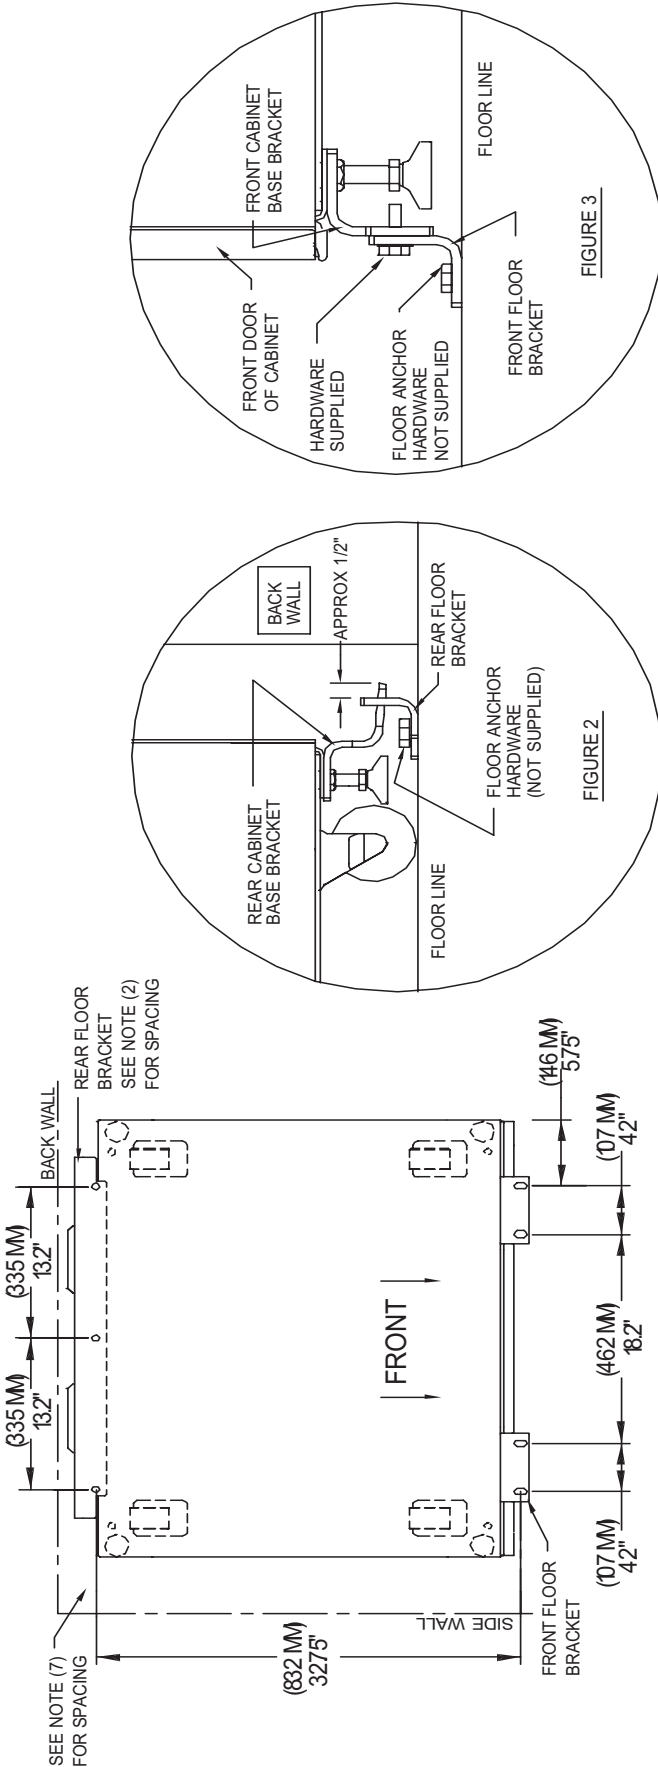 SEE NOTE (7)
FOR SPACING
(335 MM)
13.2"
(335 MM)
13.2"
BACK WALL
REAR FLOOR
BRACKET
SEE NOTE (2)
FOR SPACING
(832 MM)
32.75"
SIDE WALL
FRONT
FRONT FLOOR
BRACKET
(107 MM)
4.2"
(462 MM)
18.2"
(107 MM)
4.2"
(146 MM)
5.75"
REAR CABINET
BASE BRACKET
BACK
WALL
APPROX 1/2"
FLOOR LINE
REAR FLOOR
BRACKET
FLOOR ANCHOR
HARDWARE
(NOT SUPPLIED)
FIGURE 2
FRONT DOOR
OF CABINET
FRONT CABINET
BASE BRACKET
HARDWARE
SUPPLIED
FLOOR ANCHOR
HARDWARE
NOT SUPPLIED
FLOOR LINE
FRONT FLOOR
BRACKET
FIGURE 3